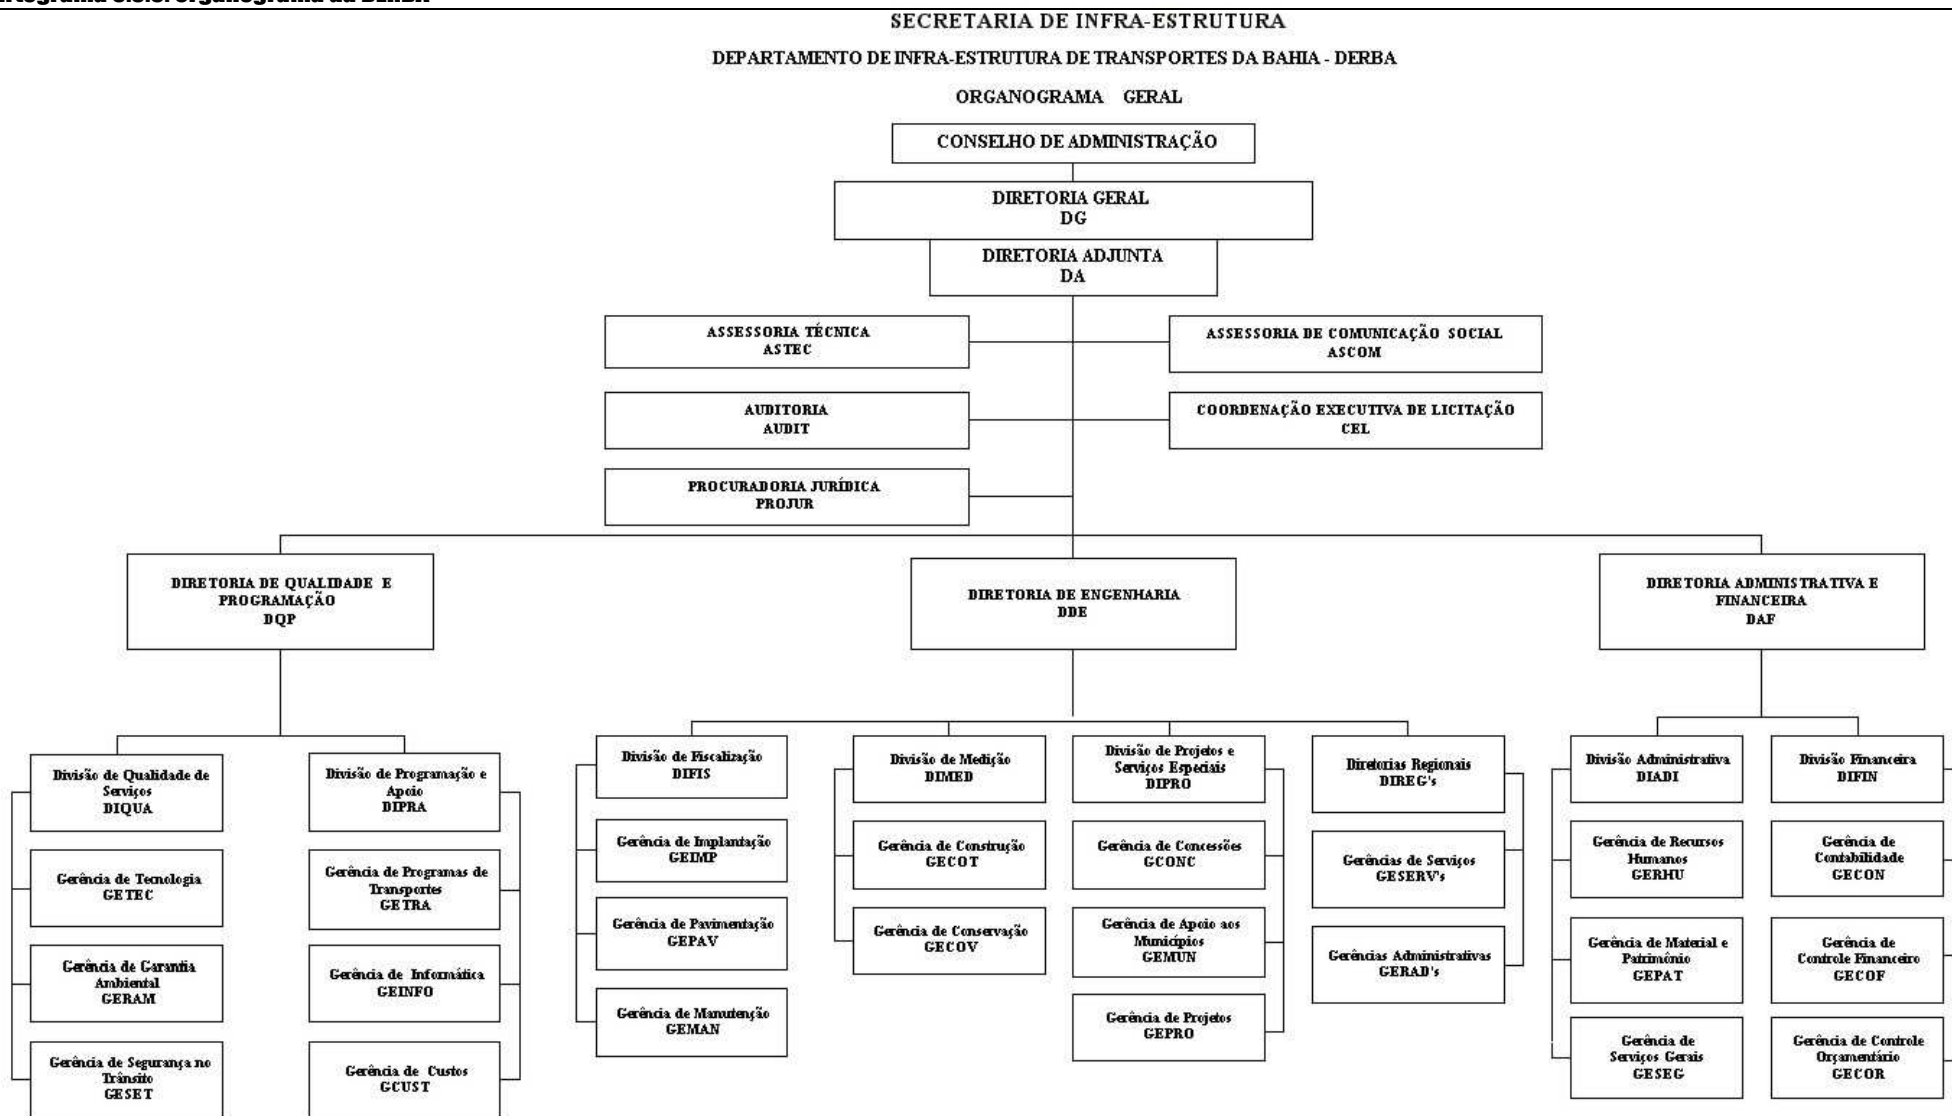 SECRETARIA DE INFRA-ESTRUTURA
DEPARTAMENTO DE INFRA-ESTRUTURA DE TRANSPORTES DA BAHIA - DERBA
ORGANOGRAMA GERAL
CONSELHO DE ADMINISTRAÇÃO
DIRETORIA GERAL
DG
DIRETORIA ADJUNTA
DA
ASSESSORIA TÉCNICA
ASTEC
ASSESSORIA DE COMUNICAÇÃO SOCIAL
ASCOM
AUDITORIA
AUDIT
COORDENAÇÃO EXECUTIVA DE LICITAÇÃO
CEL
PROCURADORIA JURÍDICA
PROJUR
DIRETORIA DE QUALIDADE E
PROGRAMAÇÃO
DQP
DIRETORIA DE ENGENHARIA
DDE
DIRETORIA ADMINISTRATIVA E
FINANCEIRA
DAF
Divisão de Qualidade de
Serviços
DIQUA
Gerência de Tecnologia
GETEC
Gerência de Garantia
Ambiental
GERAM
Gerência de Segurança no
Trânsito
GESET
Divisão de Programação e
Apoio
DIPRA
Gerência de Programas de
Transportes
GETRA
Gerência de Informática
GEINFO
Gerência de Custos
GCUST
Divisão de Fiscalização
DIFIS
Gerência de Implantação
GEIMP
Gerência de Pavimentação
GEPAV
Gerência de Manutenção
GEMAN
Divisão de Medição
DIMED
Gerência de Construção
GECOT
Gerência de Conservação
GECOV
Divisão de Projetos e
Serviços Especiais
DIPRO
Gerência de Concessões
GCONC
Gerência de Apoio aos
Municípios
GEMUN
Gerência de Projetos
GEPRO
Diretorias Regionais
DIREG's
Gerências de Serviços
GESERV's
Gerências Administrativas
GERAD's
Divisão Administrativa
DIADI
Gerência de Recursos
Humanos
GERHU
Gerência de Material e
Patrimônio
GEPAT
Gerência de
Serviços Gerais
GESEG
Divisão Financeira
DIFIN
Gerência de
Contabilidade
GECON
Gerência de
Controle Financeiro
GECOF
Gerência de Controle
Orçamentário
GECOR